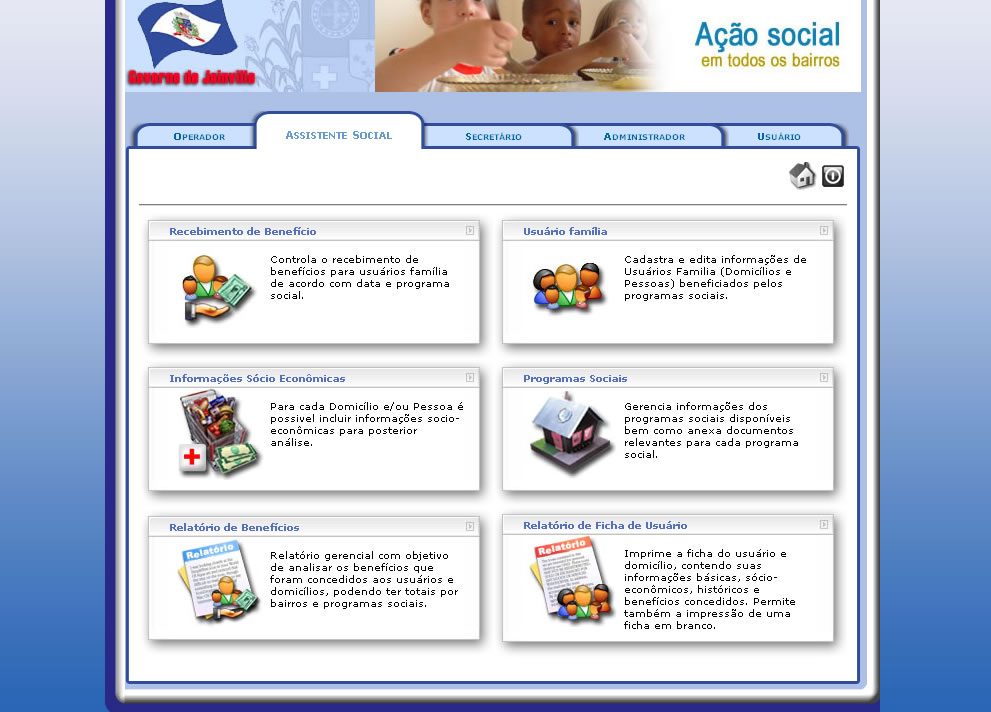 Governo de Joinville
Ação social
em todos os bairros
Operador
Assistente Social
Secretário
Administrador
Usuário
Recebimento de Benefício
Controla o recebimento de
benefícios para usuários família
de acordo com data e programa
social.
Usuário família
Cadastra e edita informações de
Usuários Familia (Domicílios e
Pessoas) beneficiados pelos
programas sociais.
Informações Sócio Econômicas
Para cada Domicílio e/ou Pessoa é
possivel incluir informações socio-
econômicas para posterior
análise.
Programas Sociais
Gerencia informações dos
programas sociais disponíveis
bem como anexa documentos
relevantes para cada programa
social.
Relatório de Benefícios
Relatório
Relatório gerencial com objetivo
de analisar os benefícios que
foram concedidos aos usuários e
domicílios, podendo ter totais por
bairros e programas sociais.
Relatório de Ficha de Usuário
Relatório
Imprime a ficha do usuário e
domicílio, contendo suas
informações básicas, sócio-
econômicos, históricos e
benefícios concedidos. Permite
também a impressão de uma
ficha em branco.